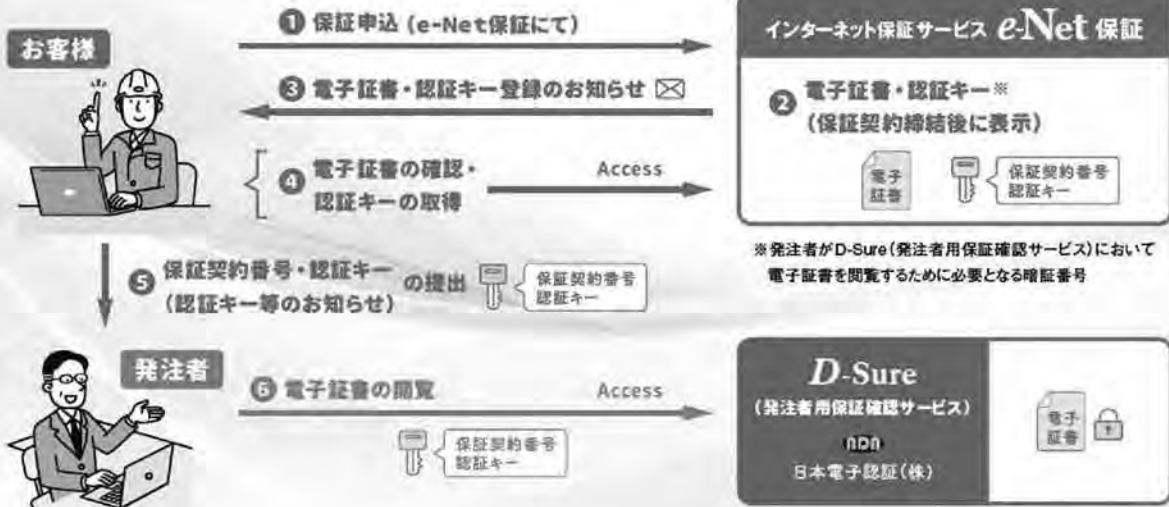 お客様
❶ 保証申込 (e-Net保証にて)
インターネット保証サービス e-Net 保証
❷ 電子証書・認証キー※
(保証契約締結後に表示)
電子
証書
保証契約番号
認証キー
❸ 電子証書・認証キー登録のお知らせ
❹ 電子証書の確認・
認証キーの取得
Access
※発注者がD-Sure(発注者用保証確認サービス)において
電子証書を閲覧するために必要となる暗証番号
❺ 保証契約番号・認証キー
(認証キー等のお知らせ)
の提出
保証契約番号
認証キー
発注者
❻ 電子証書の閲覧
Access
保証契約番号
認証キー
D-Sure
(発注者用保証確認サービス)
NDN
日本電子認証(株)
電子
証書